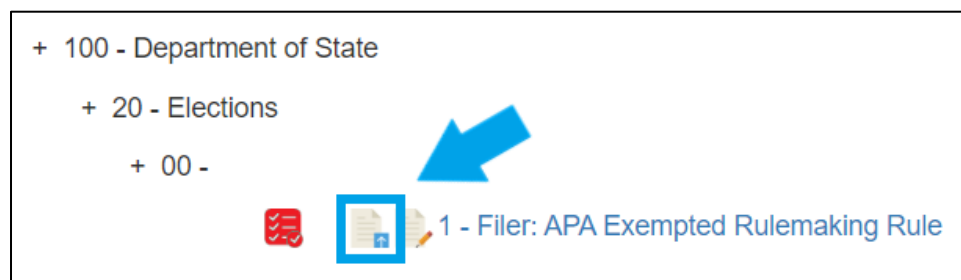 + 100 - Department of State
+ 20 - Elections
+ 00 -
1 - Filer: APA Exempted Rulemaking Rule